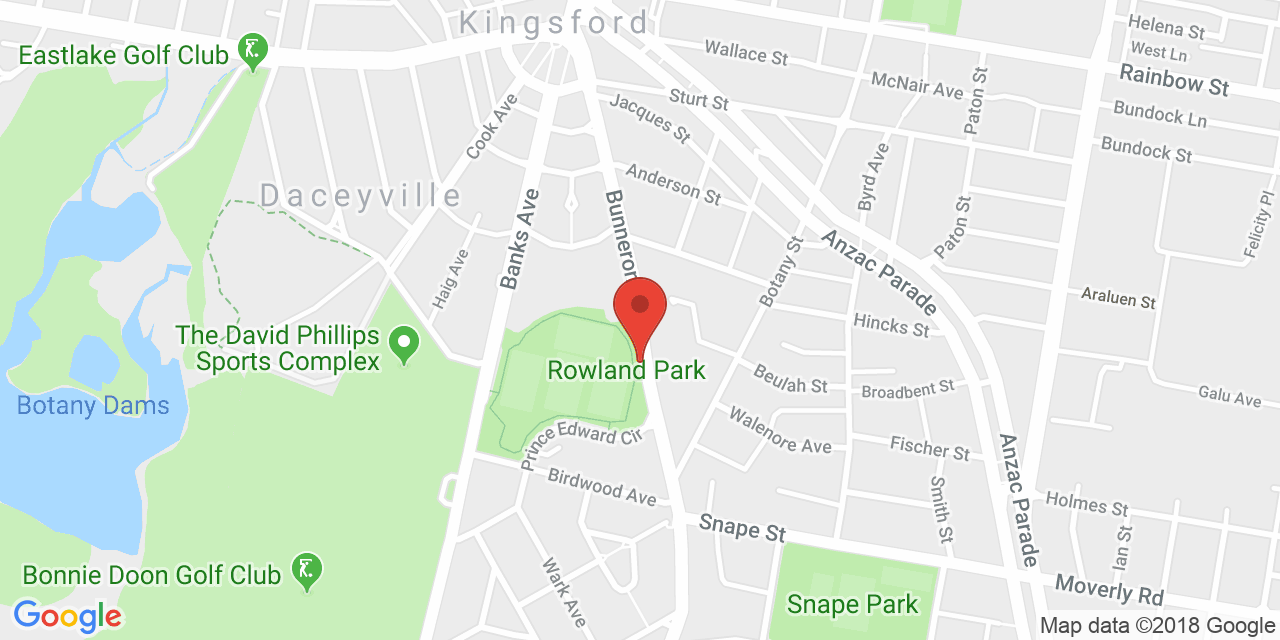 Kingsford
Eastlake Golf Club
Helena St
West Ln
Wallace St
Rainbow St
McNair Ave
Paton St
Sturt St
Jacques St
Cook Ave
Bundock Ln
Bundock St
Byrd Ave
Anderson St
Daceyville
Banks Ave
Bunneron
Felicity Pl
Paton St
Anzac Parade
Botany St
Haig Ave
Araluen St
Hincks St
The David Phillips
Sports Complex
Rowland Park
Beulah St
Broadbent St
Galu Ave
Botany Dams
Walenore Ave
Prince Edward Cir
Fischer St
Anzac Parade
Birdwood Ave
Smith St
Holmes St
Snape St
Ian St
Bonnie Doon Golf Club
Wark Ave
Moverly Rd
Snape Park
Google
Map data ©2018 Google